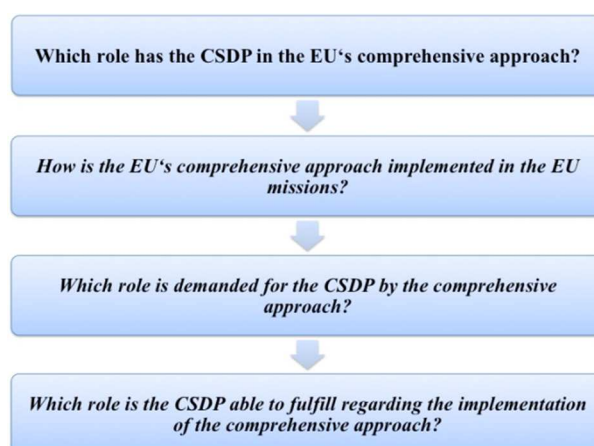 Which role has the CSDP in the EU‘s comprehensive approach?
How is the EU‘s comprehensive approach implemented in the EU
missions?
Which role is demanded for the CSDP by the comprehensive
approach?
Which role is the CSDP able to fulfill regarding the implementation
of the comprehensive approach?